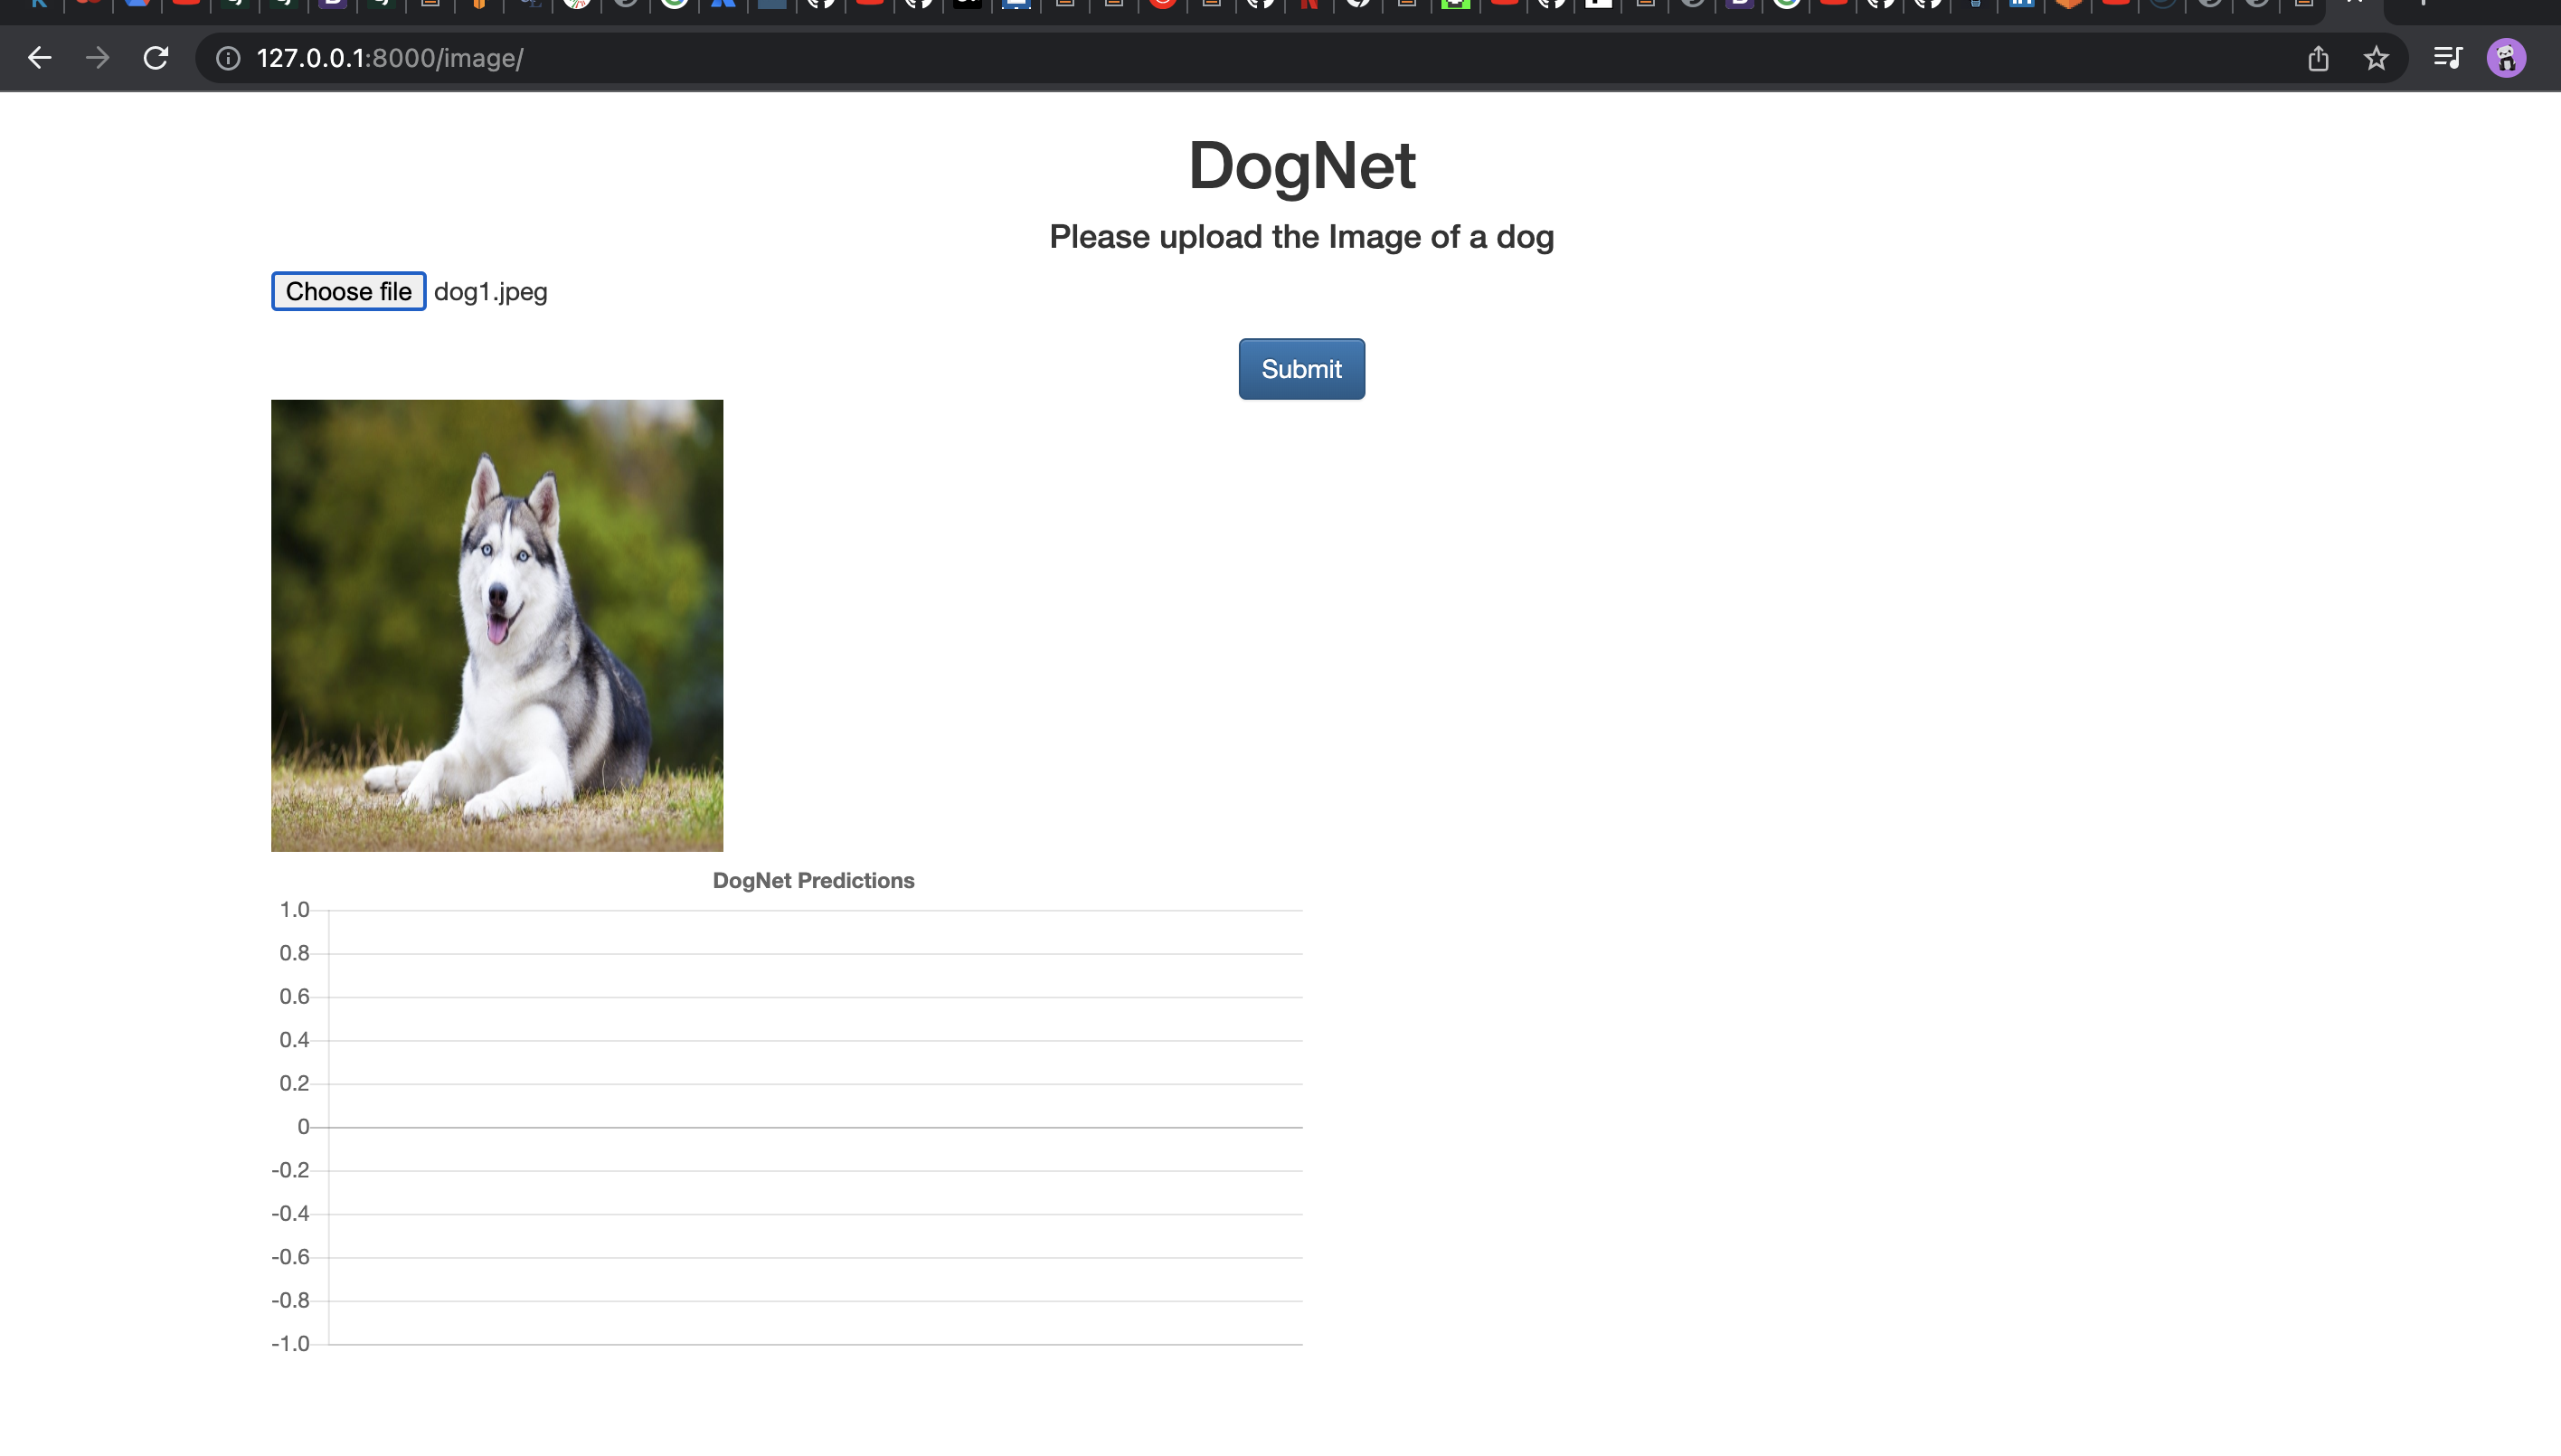 127.0.0.1:8000/image/
DogNet
Please upload the Image of a dog
Choose file dog1.jpeg
Submit
DogNet Predictions
1.0
0.8
0.6
0.4
0.2
0
-0.2
-0.4
-0.6
-0.8
-1.0